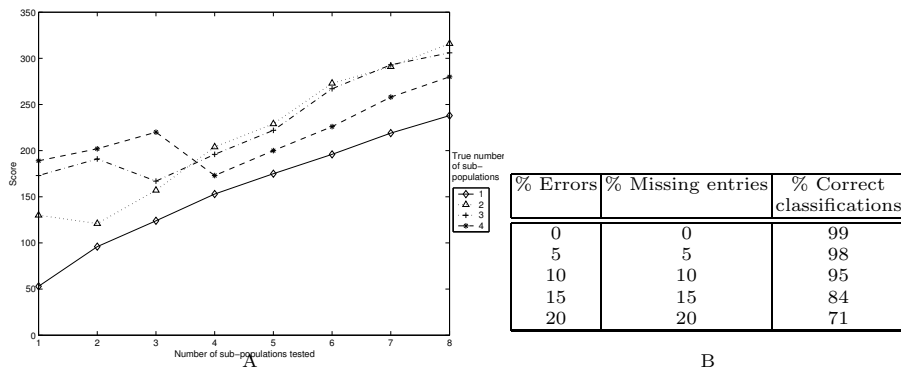 350
300
250
200
150
100
50
0
Score
1 2 3 4 5 6 7 8
Number of sub-populations tested
True number
of sub-
populations
1
2
3
4
A
% Errors % Missing entries % Correct
classifications
0 0 99
5 5 98
10 10 95
15 15 84
20 20 71
B